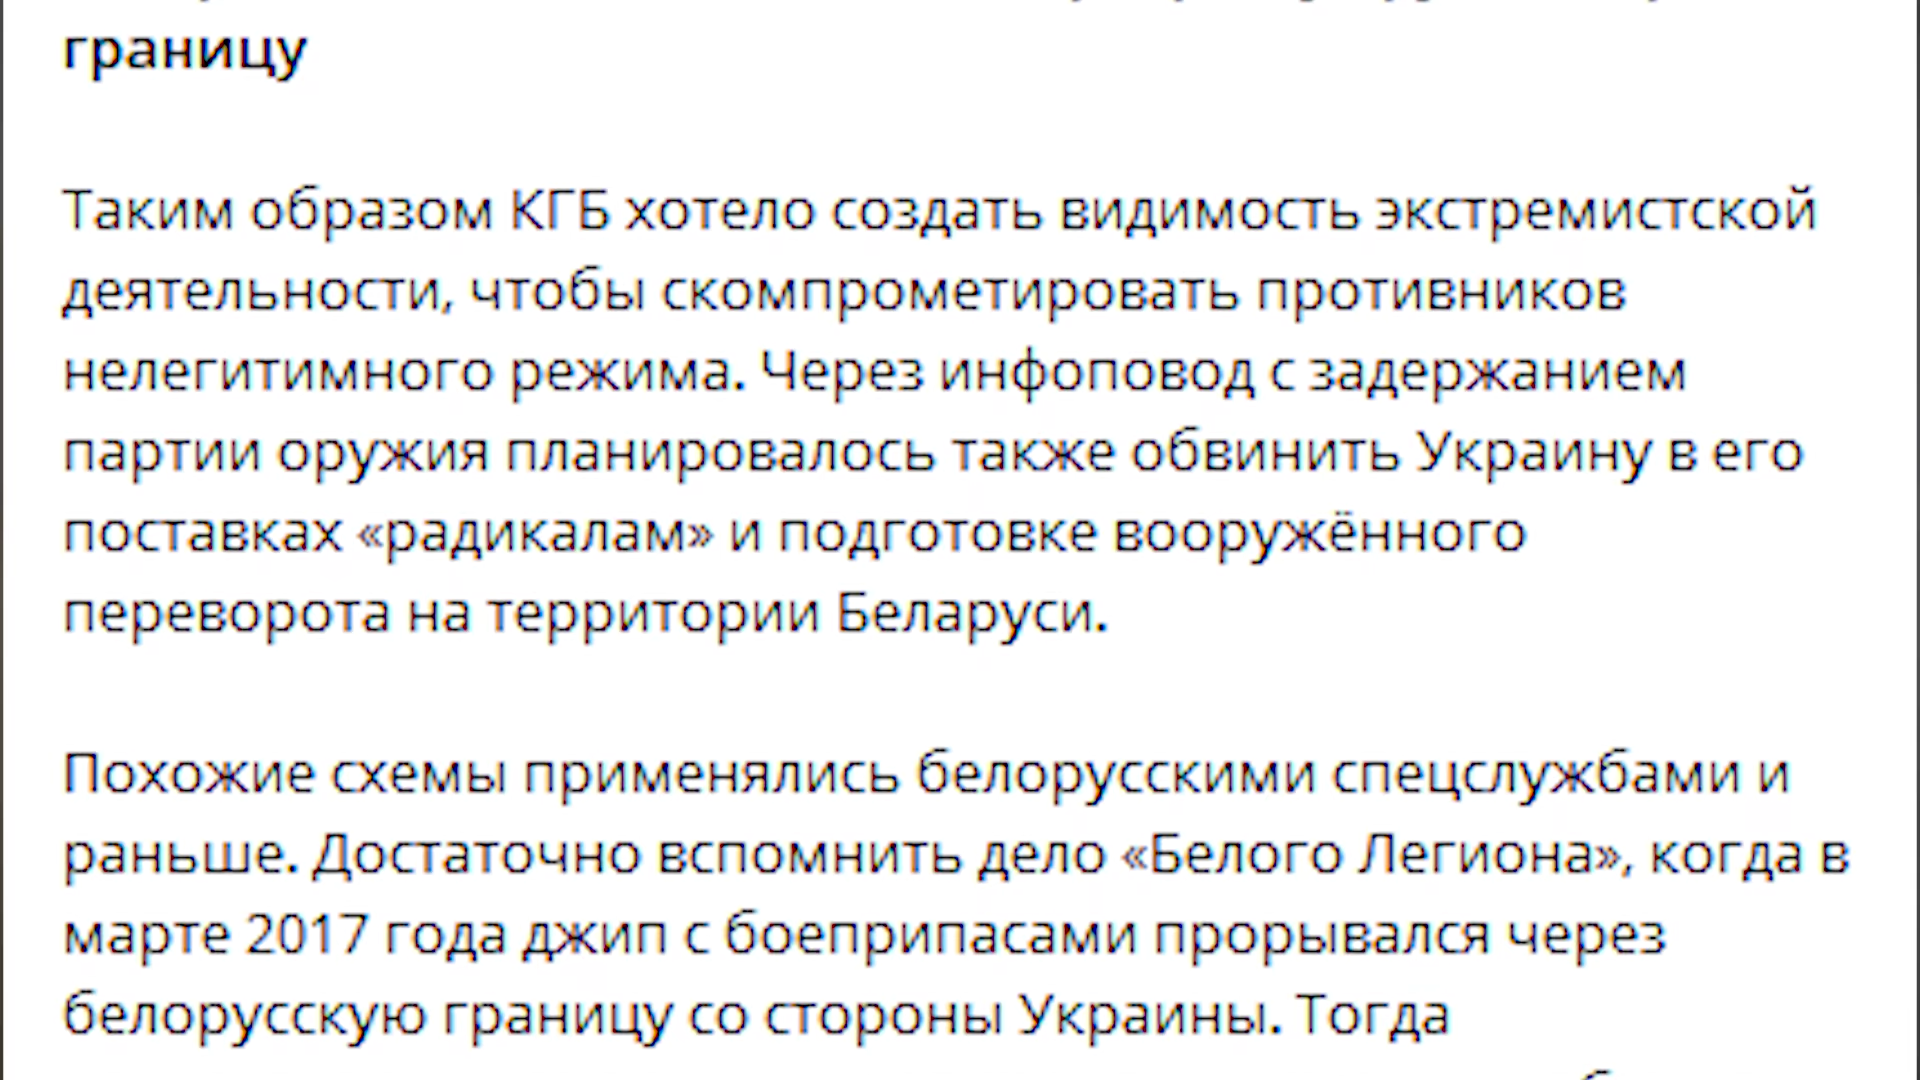 границу
Таким образом КГБ хотело создать видимость экстремистской
деятельности, чтобы скомпрометировать противников
нелегитимного режима. Через инфоповод с задержанием
партии оружия планировалось также обвинить Украину в его
поставках «радикалам» и подготовке вооружённого
переворота на территории Беларуси.
Похожие схемы применялись белорусскими спецслужбами и
раньше. Достаточно вспомнить дело «Белого Легиона», когда в
марте 2017 года джип с боеприпасами прорывался через
белорусскую границу со стороны Украины. Тогда